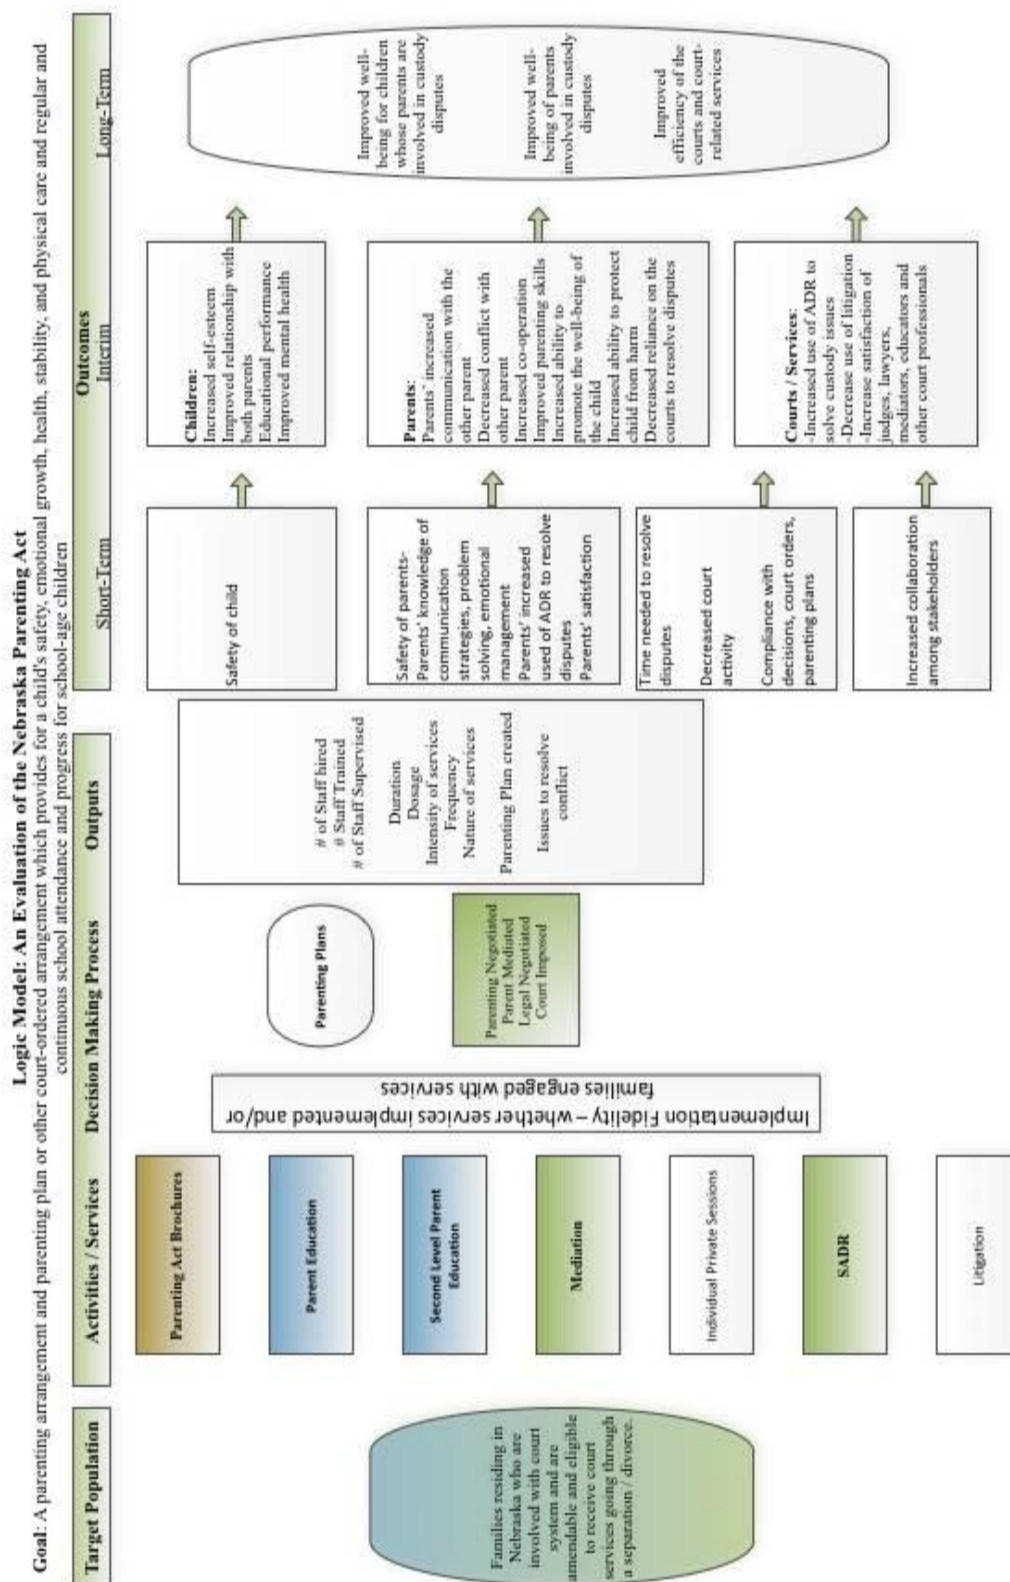 Logic Model: An Evaluation of the Nebraska Parenting Act
Goal: A parenting arrangement and parenting plan or other court-ordered arrangement which provides for a child's safety, emotional growth, health, stability, and physical care and regular and
continuous school attendance and progress for school-age children
Target Population
Activities / Services
Decision Making Process
Outputs
Outcomes
Short-Term
Interim
Long-Term
Families residing in
Nebraska who are
involved with court
system and are
amendable and eligible
to receive court
services going through
a separation / divorce.
Parenting Act Brochures
Parent Education
Second Level Parent
Education
Mediation
Individual Private Sessions
SADR
Litigation
Implementation Fidelity – whether services implemented and/or
families engaged with services
Parenting Plans
Parenting Negotiated
Parent Mediated
Legal Negotiated
Court Imposed
# of Staff hired
# Staff Trained
# of Staff Supervised
Duration
Dosage
Intensity of services
Frequency
Nature of services
Parenting Plan created
Issues to resolve
conflict
Safety of child
Safety of parents-
Parents' knowledge of
communication
strategies, problem
solving, emotional
management
Parents' increased
used of ADR to resolve
disputes
Parents' satisfaction
Time needed to resolve
disputes
Decreased court
activity
Compliance with
decisions, court orders,
parenting plans
Increased collaboration
among stakeholders
Children:
Increased self-esteem
Improved relationship with
both parents
Educational performance
Improved mental health
Parents:
Parents' increased
communication with the
other parent
Decreased conflict with
other parent
Increased co-operation
Improved parenting skills
Increased ability to
promote the well-being of
the child
Increased ability to protect
child from harm
Decreased reliance on the
courts to resolve disputes
Courts / Services:
-Increased use of ADR to
solve custody issues
-Decrease use of litigation
-Increase satisfaction of
judges, lawyers,
mediators, educators and
other court professionals
Improved well-
being for children
whose parents are
involved in custody
disputes
Improved well-
being of parents
involved in custody
disputes
Improved
efficiency of the
courts and court-
related services